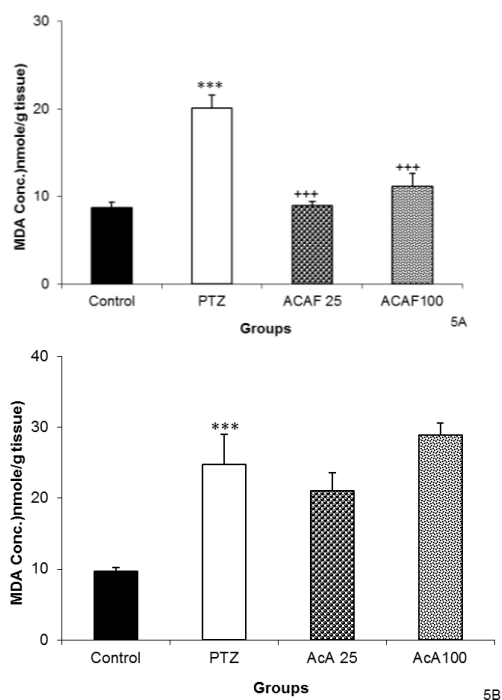 30
***
20
+++
+++
10
0
MDA Conc.)nmole/g tissue)
Control PTZ ACAF 25 ACAF100
Groups
5A
40
***
30
20
10
0
MDA Conc.)nmole/g tissue)
Control PTZ AcA 25 AcA100
Groups
5B